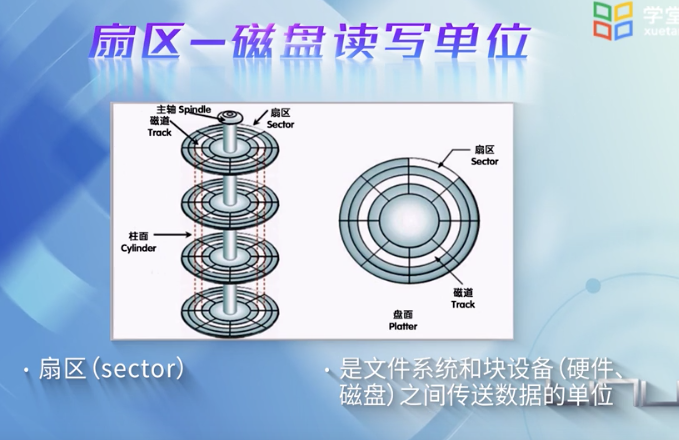 扇区—磁盘读写单位
学堂
xueta
主轴 Spindle
磁道
Track
扇区
Sector
柱面
Cylinder
扇区
Sector
磁道
Track
盘面
Platter
· 扇区（sector）
· 是文件系统和块设备（硬件、
磁盘）之间传送数据的单位